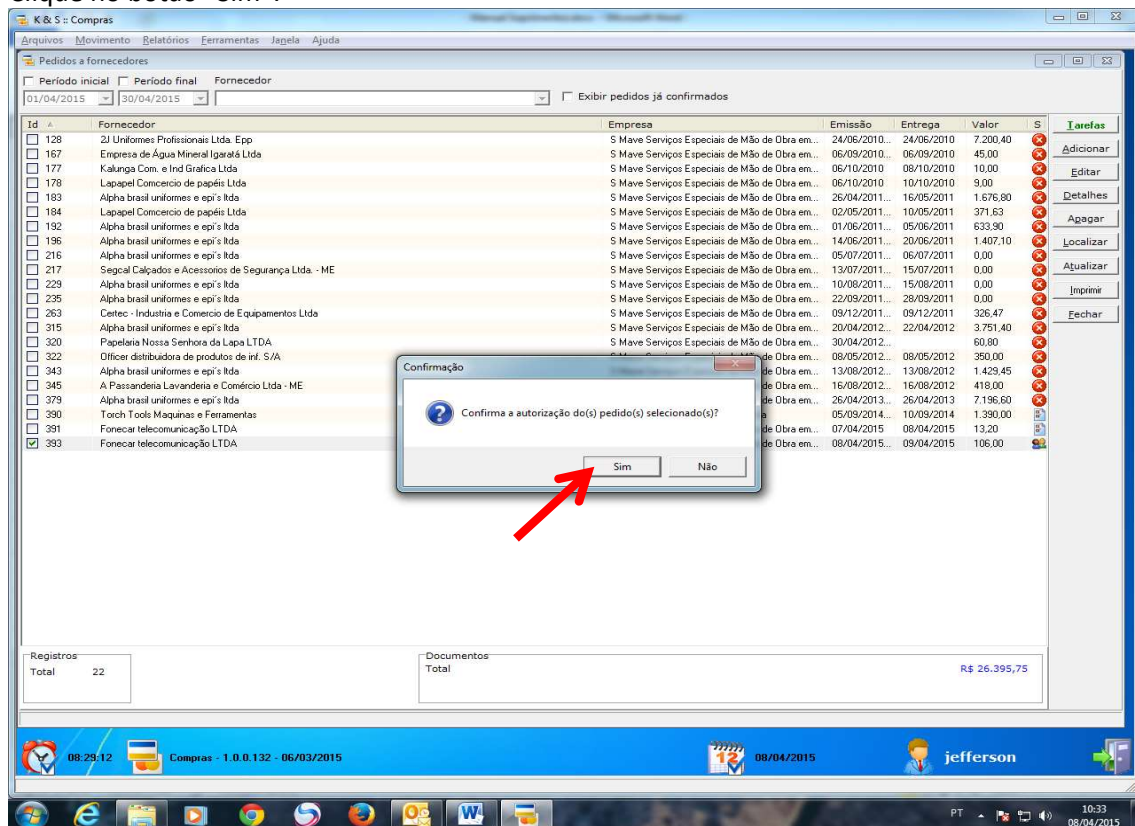 Clique no botão "Sim".
K & S :: Compras
Arquivos Movimento Relatórios Ferramentas Janela Ajuda
Pedidos a fornecedores
Período inicial Período final Fornecedor
01/04/2015 30/04/2015 Exibir pedidos já confirmados
Id Fornecedor Empresa Emissão Entrega Valor S
128 2J Uniformes Profissionais Ltda. Epp S Mave Serviços Especiais de Mão de Obra em... 24/06/2010... 24/06/2010 7.200,40
167 Empresa de Água Mineral Igaratá Ltda S Mave Serviços Especiais de Mão de Obra em... 06/09/2010... 06/09/2010 45,00
177 Kalunga Com. e Ind Grafica Ltda S Mave Serviços Especiais de Mão de Obra em... 06/10/2010 08/10/2010 10,00
178 Lapapel Comcercio de papéis Ltda S Mave Serviços Especiais de Mão de Obra em... 06/10/2010 10/10/2010 9,00
183 Alpha brasil uniformes e epi's ltda S Mave Serviços Especiais de Mão de Obra em... 26/04/2011... 16/05/2011 1.676,80
184 Lapapel Comcercio de papéis Ltda S Mave Serviços Especiais de Mão de Obra em... 02/05/2011... 10/05/2011 371,63
192 Alpha brasil uniformes e epi's ltda S Mave Serviços Especiais de Mão de Obra em... 01/06/2011... 05/06/2011 633,90
196 Alpha brasil uniformes e epi's ltda S Mave Serviços Especiais de Mão de Obra em... 14/06/2011... 20/06/2011 1.407,10
216 Alpha brasil uniformes e epi's ltda S Mave Serviços Especiais de Mão de Obra em... 05/07/2011... 06/07/2011 0,00
217 Segcal Calçados e Acessorios de Segurança Ltda. - ME S Mave Serviços Especiais de Mão de Obra em... 13/07/2011... 15/07/2011 0,00
229 Alpha brasil uniformes e epi's ltda S Mave Serviços Especiais de Mão de Obra em... 10/08/2011... 15/08/2011 0,00
235 Alpha brasil uniformes e epi's ltda S Mave Serviços Especiais de Mão de Obra em... 22/09/2011... 28/09/2011 0,00
263 Certec - Industria e Comercio de Equipamentos Ltda S Mave Serviços Especiais de Mão de Obra em... 09/12/2011... 09/12/2011 326,47
315 Alpha brasil uniformes e epi's ltda S Mave Serviços Especiais de Mão de Obra em... 20/04/2012... 22/04/2012 3.751,40
320 Papelaria Nossa Senhora da Lapa LTDA S Mave Serviços Especiais de Mão de Obra em... 30/04/2012... 60,80
322 Officer distribuidora de produtos de inf. S/A de Obra em... 08/05/2012... 08/05/2012 350,00
343 Alpha brasil uniformes e epi's ltda de Obra em... 13/08/2012... 13/08/2012 1.429,45
345 A Passanderia Lavanderia e Comércio Ltda - ME de Obra em... 16/08/2012... 16/08/2012 418,00
379 Alpha brasil uniformes e epi's ltda de Obra em... 26/04/2013... 26/04/2013 7.196,60
390 Torch Tools Maquinas e Ferramentas a 05/09/2014... 10/09/2014 1.390,00
391 Fonecar telecomunicação LTDA de Obra em... 07/04/2015 08/04/2015 13,20
393 Fonecar telecomunicação LTDA de Obra em... 08/04/2015... 09/04/2015 106,00
Tarefas
Adicionar
Editar
Detalhes
Apagar
Localizar
Atualizar
Imprimir
Fechar
Confirmação
Confirma a autorização do(s) pedido(s) selecionado(s)?
Sim Não
Registros
Total 22
Documentos
Total R$ 26.395,75
08:29:12 Compras - 1.0.0.132 - 06/03/2015 12 08/04/2015 jefferson
PT 10:33
08/04/2015